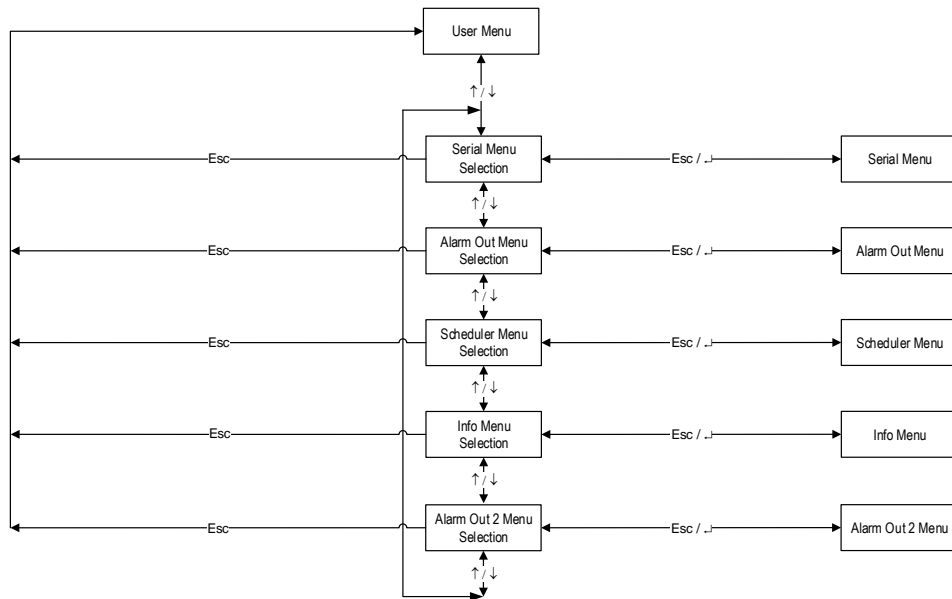 User Menu
↑ / ↓
Serial Menu
Selection
Esc
Esc / ↵
Serial Menu
↑ / ↓
Alarm Out Menu
Selection
Esc
Esc / ↵
Alarm Out Menu
↑ / ↓
Scheduler Menu
Selection
Esc
Esc / ↵
Scheduler Menu
↑ / ↓
Info Menu
Selection
Esc
Esc / ↵
Info Menu
↑ / ↓
Alarm Out 2 Menu
Selection
Esc
Esc / ↵
Alarm Out 2 Menu
↑ / ↓